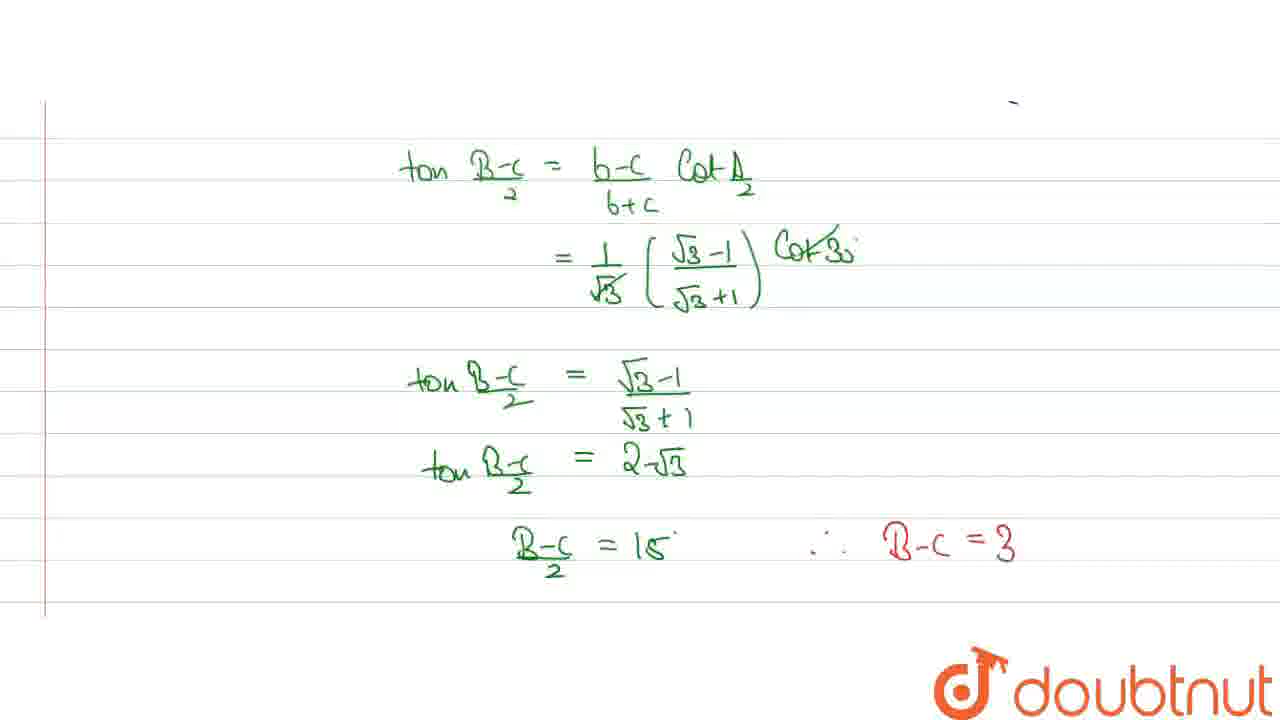 tan B-C/2 = b-c/b+c Cot A/2
= 1/√3 (√3-1/√3+1) Cot 30°
tan B-C/2 = √3-1/√3+1
tan B-C/2 = 2-√3
B-C/2 = 15° ∴ B-C = 3
doubtnut